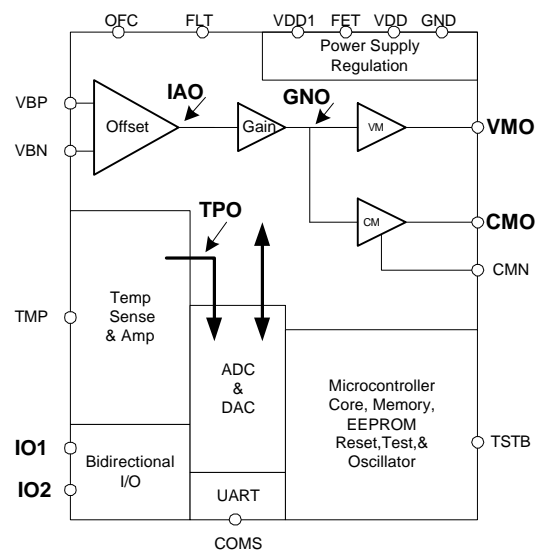 OFC
FLT
VDD1
FET
VDD
GND
Power Supply
Regulation
VBP
VBN
Offset
IAO
Gain
GNO
VM
VMO
CM
CMO
CMN
TPO
TMP
Temp
Sense
& Amp
ADC
&
DAC
Microcontroller
Core, Memory,
EEPROM
Reset,Test,&
Oscillator
TSTB
IO1
IO2
Bidirectional
I/O
UART
COMS